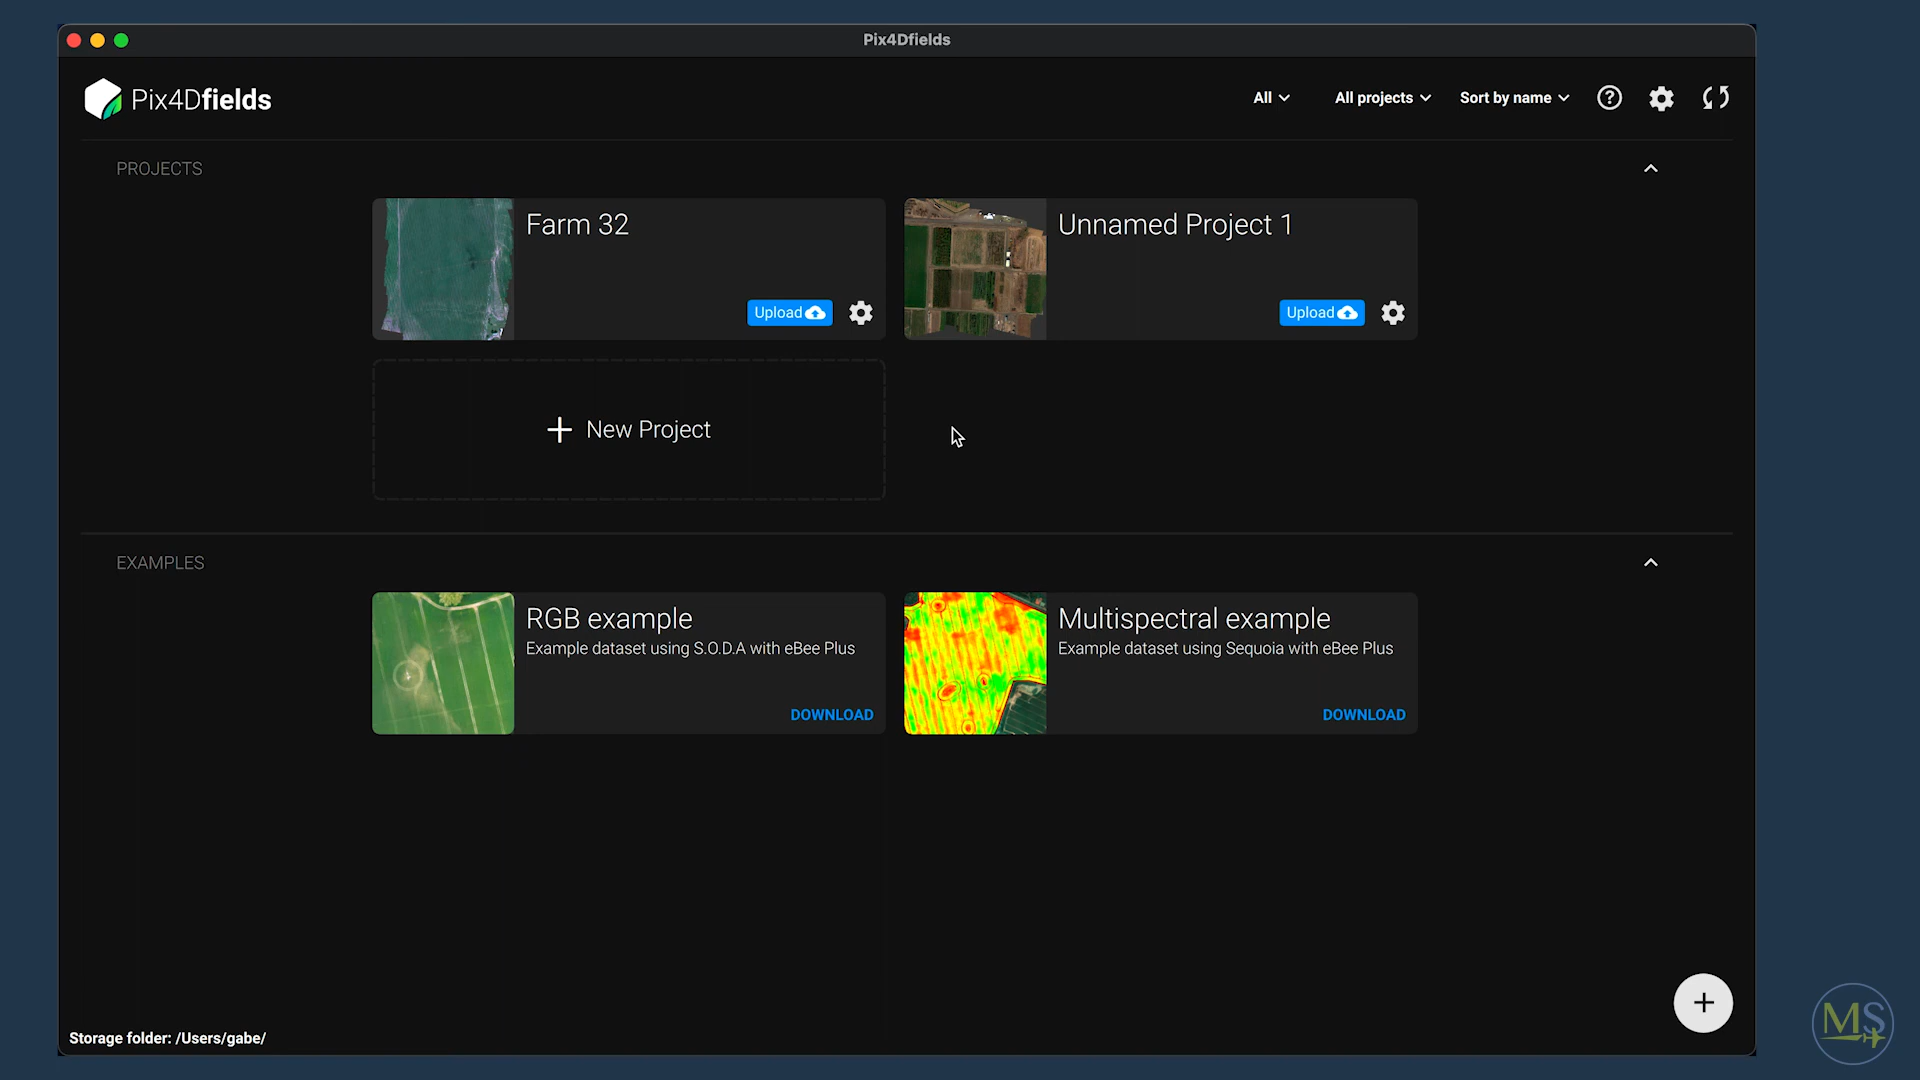 Pix4Dfields
Pix4Dfields
All
All projects
Sort by name
PROJECTS
Farm 32
Upload
Unnamed Project 1
Upload
New Project
EXAMPLES
RGB example
Example dataset using S.O.D.A with eBee Plus
DOWNLOAD
Multispectral example
Example dataset using Sequoia with eBee Plus
DOWNLOAD
Storage folder: /Users/gabe/
MS